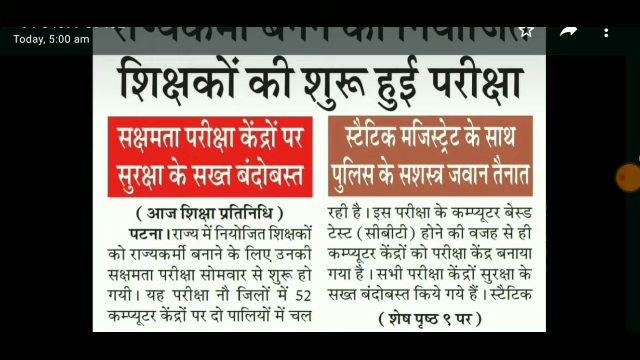 Today, 5:00 am
राज्यकर्मी बनने को नियोजित
शिक्षकों की शुरू हुई परीक्षा
सक्षमता परीक्षा केंद्रों पर
सुरक्षा के सख्त बंदोबस्त
( आज शिक्षा प्रतिनिधि )
पटना। राज्य में नियोजित शिक्षकों
को राज्यकर्मी बनाने के लिए उनकी
सक्षमता परीक्षा सोमवार से शुरू हो
गयी। यह परीक्षा नौ जिलों में 52
कम्प्यूटर केंद्रों पर दो पालियों में चल
स्टैटिक मजिस्ट्रेट के साथ
पुलिस के सशस्त्र जवान तैनात
रही है। इस परीक्षा के कम्प्यूटर बेस्ड
टेस्ट (सीबीटी) होने की वजह से ही
कम्प्यूटर केंद्रों को परीक्षा केंद्र बनाया
गया है। सभी परीक्षा केंद्रों सुरक्षा के
सख्त बंदोबस्त किये गये हैं। स्टैटिक
(शेष पृष्ठ ९ पर)